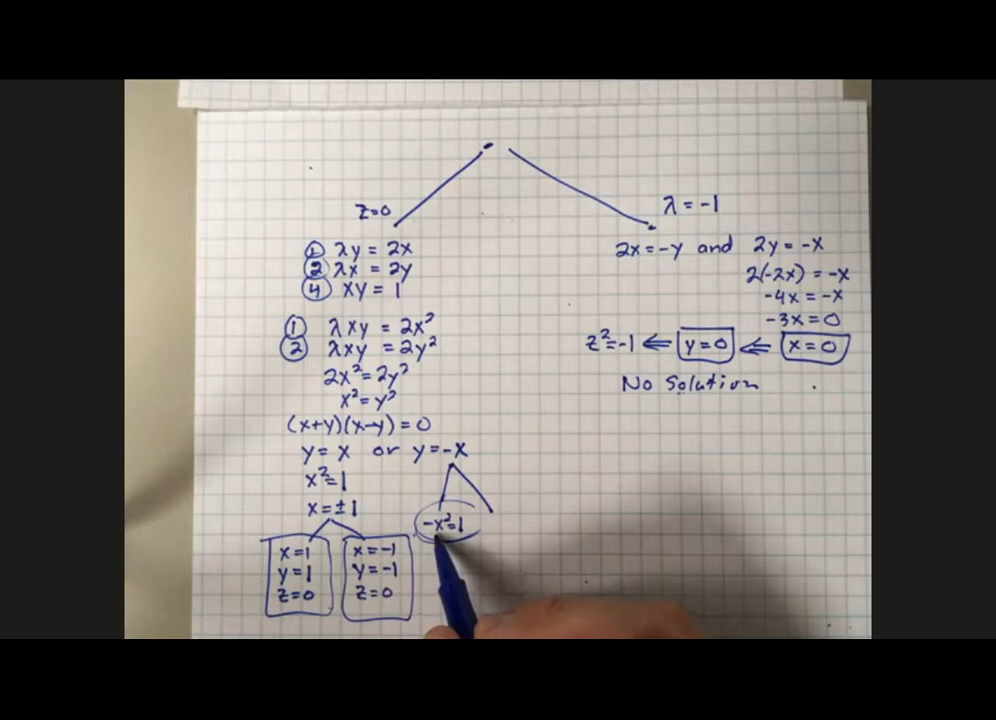 z=0
① λy = 2x
② λx = 2y
④ xy = 1
① λxy = 2x²
② λxy = 2y²
2x² = 2y²
x² = y²
(x+y)(x-y) = 0
y = x or y = -x
x² = 1
x = ±1
x=1
y=1
z=0
x=-1
y=-1
z=0
-x²=1
λ = -1
2x = -y and 2y = -x
2(-2x) = -x
-4x = -x
-3x = 0
z² = -1 ⇐ y=0 ⇐ x=0
No Solution